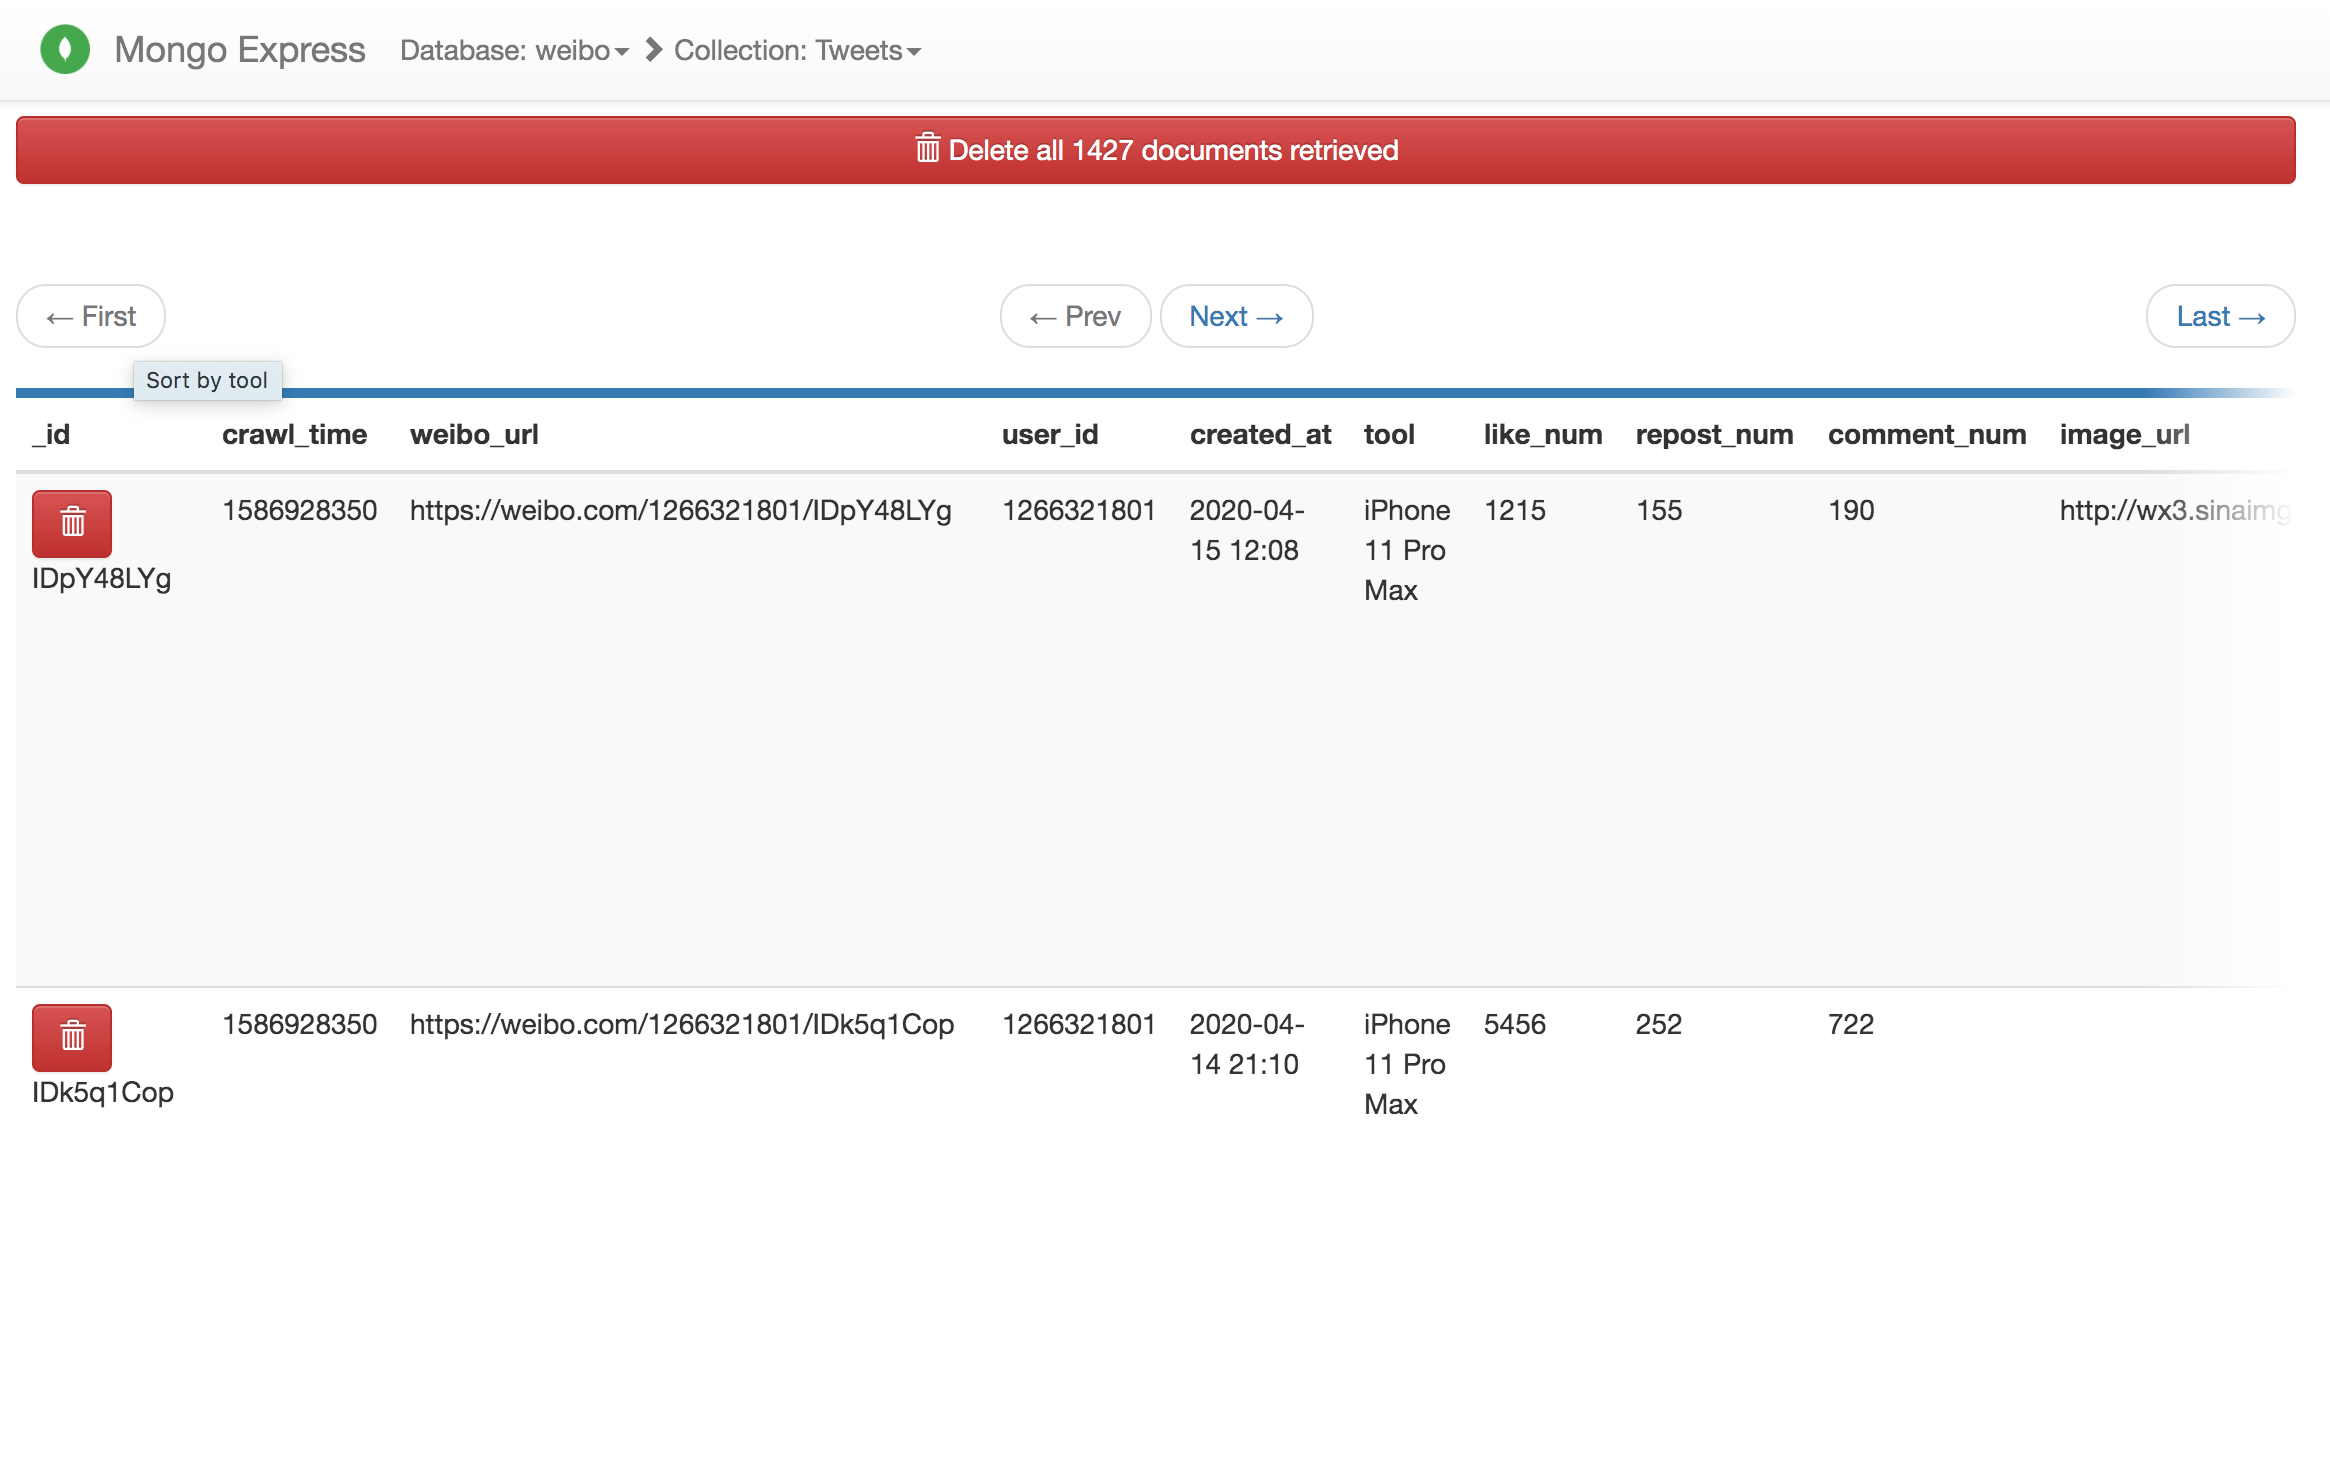 Mongo Express Database: weibo Collection: Tweets
Delete all 1427 documents retrieved
← First ← Prev Next → Last →
Sort by tool
_id crawl_time weibo_url user_id created_at tool like_num repost_num comment_num image_url
1586928350 https://weibo.com/1266321801/IDpY48LYg 1266321801 2020-04- iPhone 1215 155 190 http://wx3.sinaimg
15 12:08 11 Pro
IDpY48LYg Max
1586928350 https://weibo.com/1266321801/IDk5q1Cop 1266321801 2020-04- iPhone 5456 252 722
14 21:10 11 Pro
IDk5q1Cop Max